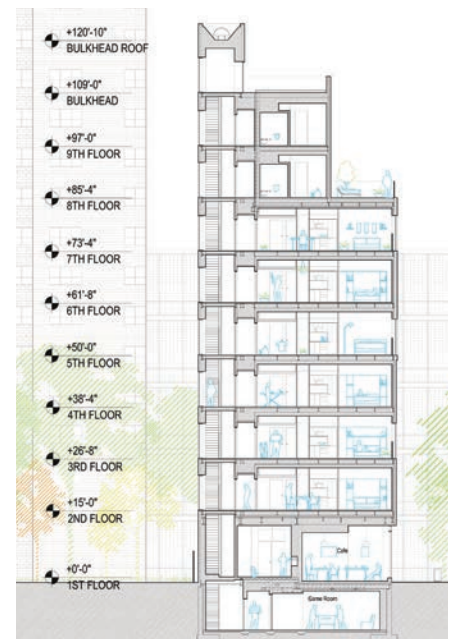 +120'-10"
BULKHEAD ROOF
+109'-0"
BULKHEAD
+97'-0"
9TH FLOOR
+85'-4"
8TH FLOOR
+73'-4"
7TH FLOOR
+61'-8"
6TH FLOOR
+50'-0"
5TH FLOOR
+38'-4"
4TH FLOOR
+26'-8"
3RD FLOOR
+15'-0"
2ND FLOOR
Cafe
+0'-0"
1ST FLOOR
Game Room